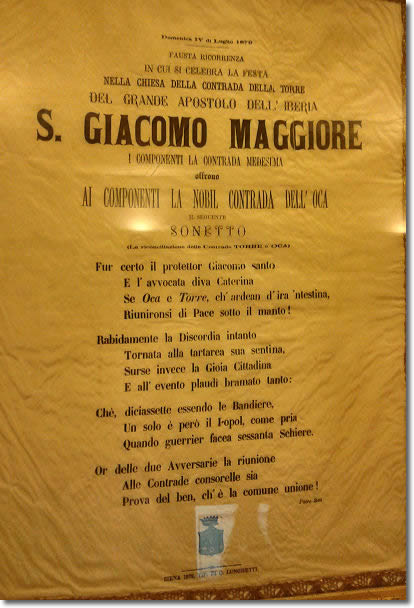 Domenica IV di Luglio 1872
FAUSTA RICORRENZA
IN CUI SI CELEBRA LA FESTA
NELLA CHIESA DELLA CONTRADA DELLA TORRE
DEL GRANDE APOSTOLO DELL'IBERIA
S. GIACOMO MAGGIORE
I COMPONENTI LA CONTRADA MEDESIMA
offrono
AI COMPONENTI LA NOBIL CONTRADA DELL'OCA
IL SEGUENTE
SONETTO
(La riconciliazione delle Contrade TORRE e OCA)
Fur certo il protettor Giacomo santo
E l'avvocata diva Caterina
Se Oca e Torre, ch'ardean d'ira 'ntestina,
Riunironsi di Pace sotto il manto!
Rabidamente la Discordia intanto
Tornata alla tartarea sua sentina,
Surse invece la Gioia Cittadina
E all' evento plaudì bramato tanto:
Chè, diciassette essendo le Bandiere,
Un solo è però il Popol, come pria
Quando guerrier facea sessanta Schiere.
Or delle due Avversarie la riunione
Alle Contrade consorelle sia
Prova del ben, ch'è la comune unione!
SIENA 1872, TIP. DI G. LUNGHETTI.